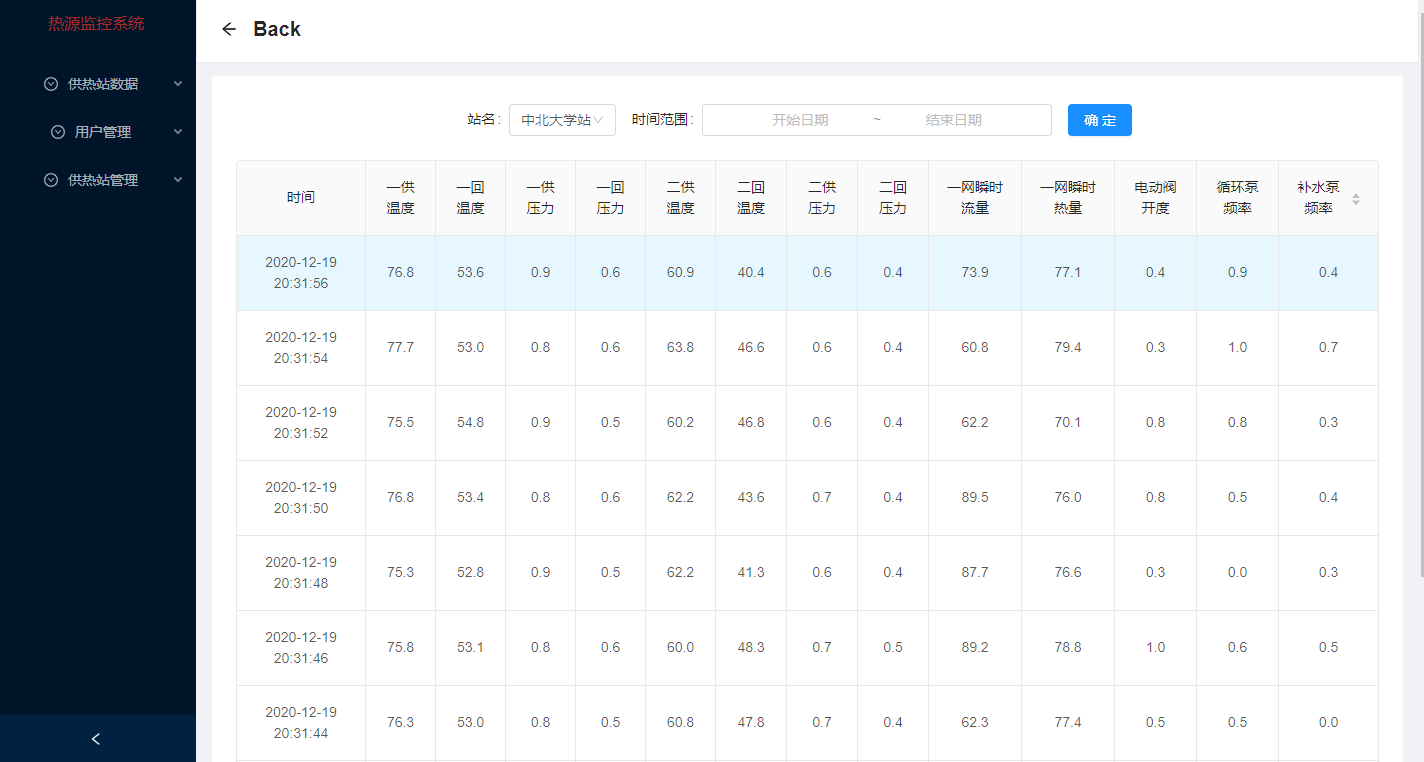 热源监控系统
供热站数据
用户管理
供热站管理
Back
站名: 中北大学站 时间范围: 开始日期 ~ 结束日期 确 定
时间 一供温度 一回温度 一供压力 一回压力 二供温度 二回温度 二供压力 二回压力 一网瞬时流量 一网瞬时热量 电动阀开度 循环泵频率 补水泵频率
2020-12-19 20:31:56 76.8 53.6 0.9 0.6 60.9 40.4 0.6 0.4 73.9 77.1 0.4 0.9 0.4
2020-12-19 20:31:54 77.7 53.0 0.8 0.6 63.8 46.6 0.6 0.4 60.8 79.4 0.3 1.0 0.7
2020-12-19 20:31:52 75.5 54.8 0.9 0.5 60.2 46.8 0.6 0.4 62.2 70.1 0.8 0.8 0.3
2020-12-19 20:31:50 76.8 53.4 0.8 0.6 62.2 43.6 0.7 0.4 89.5 76.0 0.8 0.5 0.4
2020-12-19 20:31:48 75.3 52.8 0.9 0.5 62.2 41.3 0.6 0.4 87.7 76.6 0.3 0.0 0.3
2020-12-19 20:31:46 75.8 53.1 0.8 0.6 60.0 48.3 0.7 0.5 89.2 78.8 1.0 0.6 0.5
2020-12-19 20:31:44 76.3 53.0 0.8 0.5 60.8 47.8 0.7 0.4 62.3 77.4 0.5 0.5 0.0